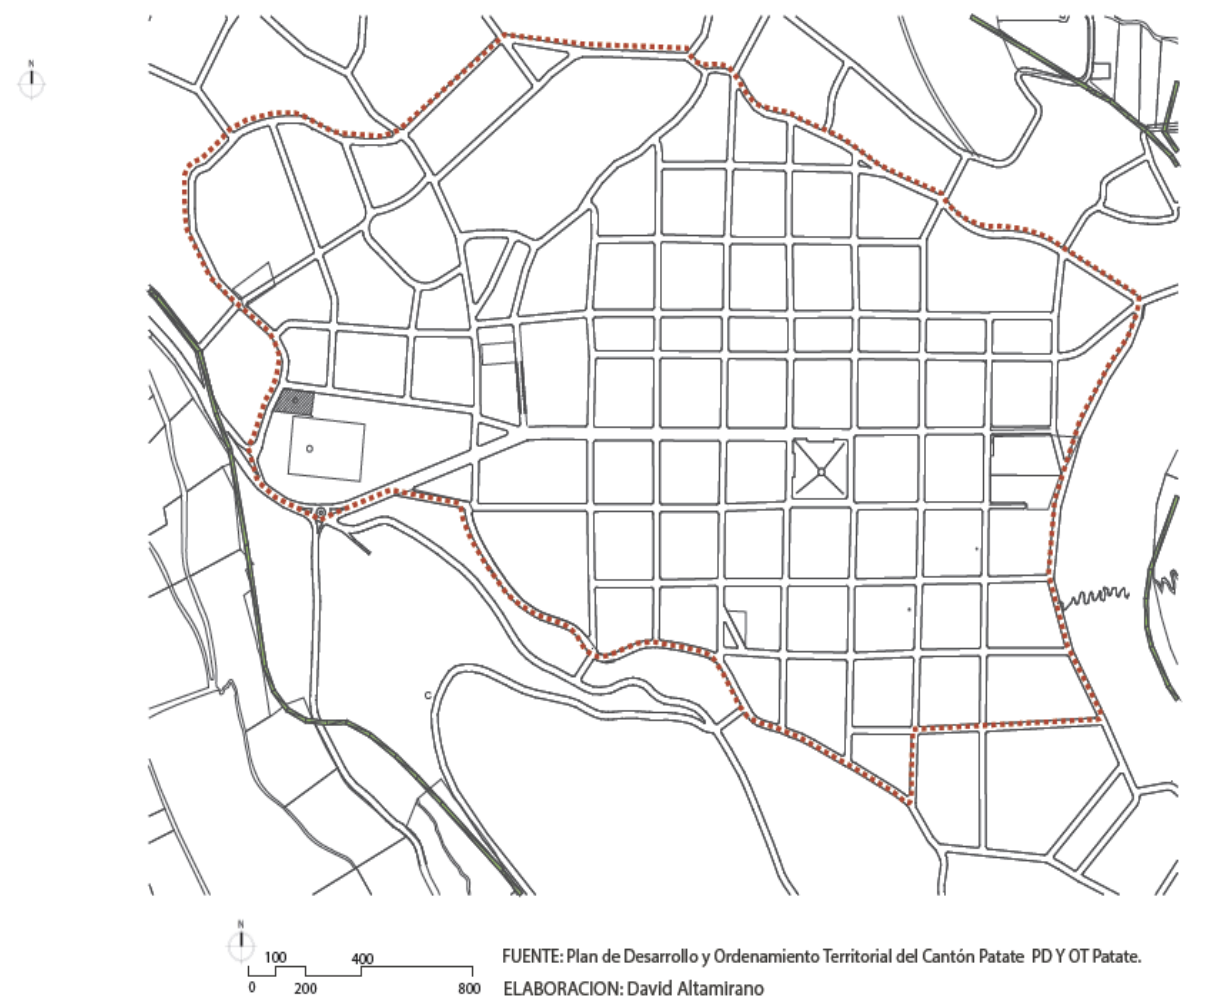 N
C
N
100 400
0 200 800
FUENTE: Plan de Desarrollo y Ordenamiento Territorial del Cantón Patate PD Y OT Patate.
ELABORACION: David Altamirano